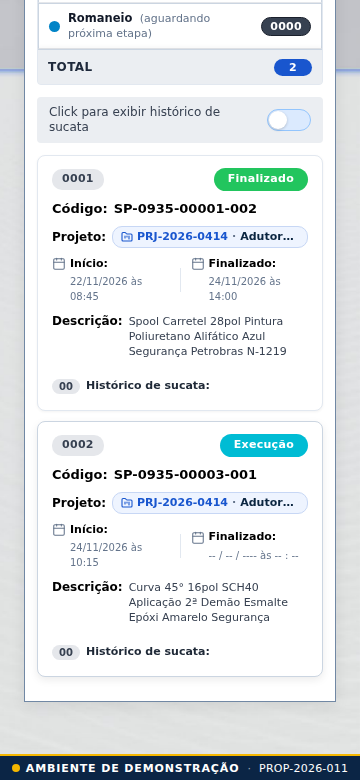 Romaneio (aguardando
próxima etapa)
0000
TOTAL
2
Click para exibir histórico de
sucata
0001
Finalizado
Código: SP-0935-00001-002
Projeto: PRJ-2026-0414 · Adutor...
Início:
22/11/2026 às
08:45
Finalizado:
24/11/2026 às
14:00
Descrição: Spool Carretel 28pol Pintura
Poliuretano Alifático Azul
Segurança Petrobras N-1219
00 Histórico de sucata:
0002
Execução
Código: SP-0935-00003-001
Projeto: PRJ-2026-0414 · Adutor...
Início:
24/11/2026 às
10:15
Finalizado:
-- / -- / ---- às -- : --
Descrição: Curva 45° 16pol SCH40
Aplicação 2ª Demão Esmalte
Epóxi Amarelo Segurança
00 Histórico de sucata:
AMBIENTE DE DEMONSTRAÇÃO · PROP-2026-011